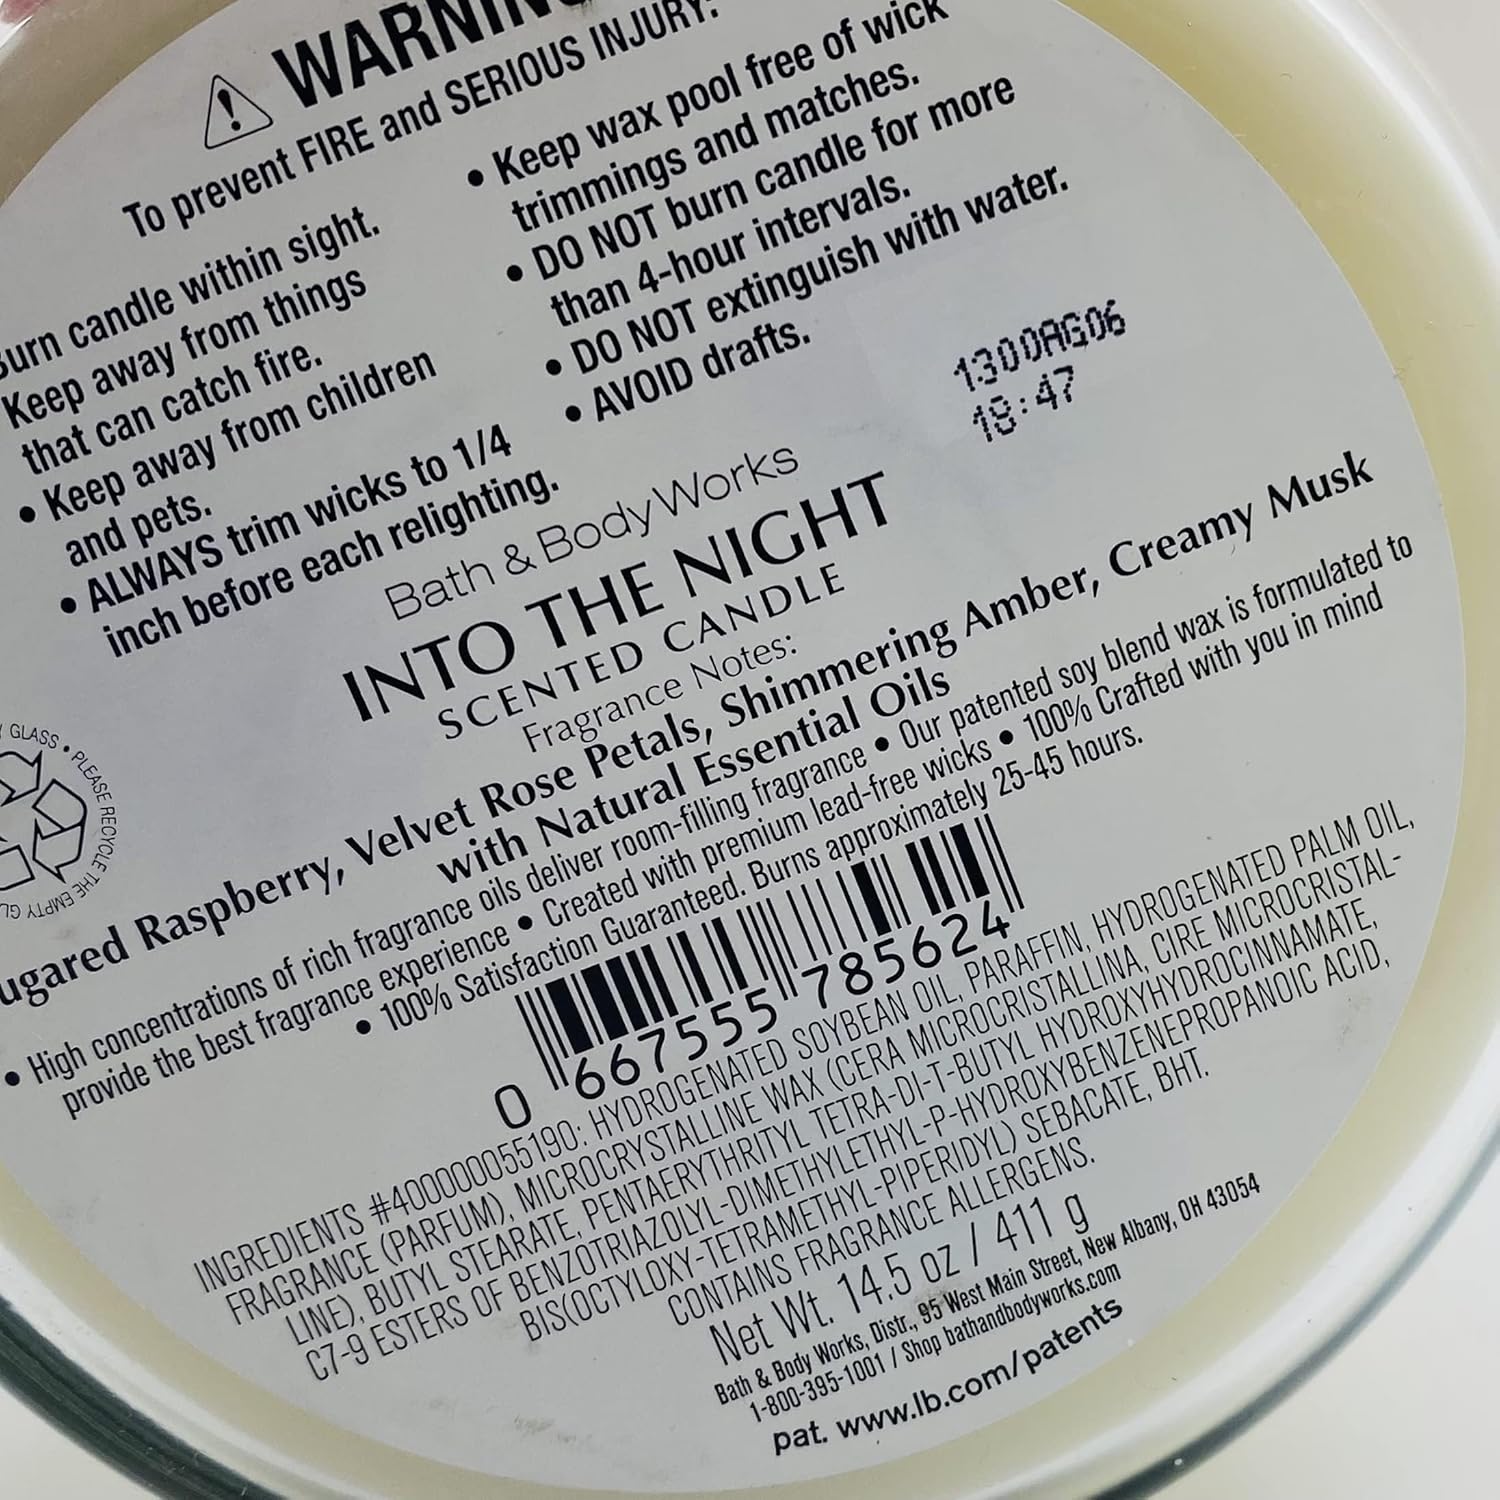 WARNING
To prevent FIRE and SERIOUS INJURY:
Burn candle within sight.
Keep away from things
that can catch fire.
• Keep away from children
and pets.
• ALWAYS trim wicks to 1/4
inch before each relighting.
• Keep wax pool free of wick
trimmings and matches.
• DO NOT burn candle for more
than 4-hour intervals.
• DO NOT extinguish with water.
• AVOID drafts.
1300AG06
18:47
Bath & Body Works
INTO THE NIGHT
SCENTED CANDLE
Fragrance Notes:
Sugared Raspberry, Velvet Rose Petals, Shimmering Amber, Creamy Musk
with Natural Essential Oils
• High concentrations of rich fragrance oils deliver room-filling fragrance • Our patented soy blend wax is formulated to
provide the best fragrance experience • Created with premium lead-free wicks • 100% Crafted with you in mind
• 100% Satisfaction Guaranteed. Burns approximately 25-45 hours.
GLASS • PLEASE RECYCLE THE EMPTY
0 667555 785624
INGREDIENTS #400000055190: HYDROGENATED SOYBEAN OIL, PARAFFIN, HYDROGENATED PALM OIL,
FRAGRANCE (PARFUM), MICROCRYSTALLINE WAX (CERA MICROCRISTALLINA, CIRE MICROCRISTAL-
LINE), BUTYL STEARATE, PENTAERYTHRITYL TETRA-DI-T-BUTYL HYDROXYHYDROCINNAMATE,
C7-9 ESTERS OF BENZOTRIAZOLYL-DIMETHYLETHYL-P-HYDROXYBENZENEPROPANOIC ACID,
BIS(OCTYLOXY-TETRAMETHYL-PIPERIDYL) SEBACATE, BHT.
CONTAINS FRAGRANCE ALLERGENS.
Net Wt. 14.5 oz / 411 g
Bath & Body Works, Distr., 95 West Main Street, New Albany, OH 43054
1-800-395-1001 / Shop bathandbodyworks.com
pat. www.lb.com/patents